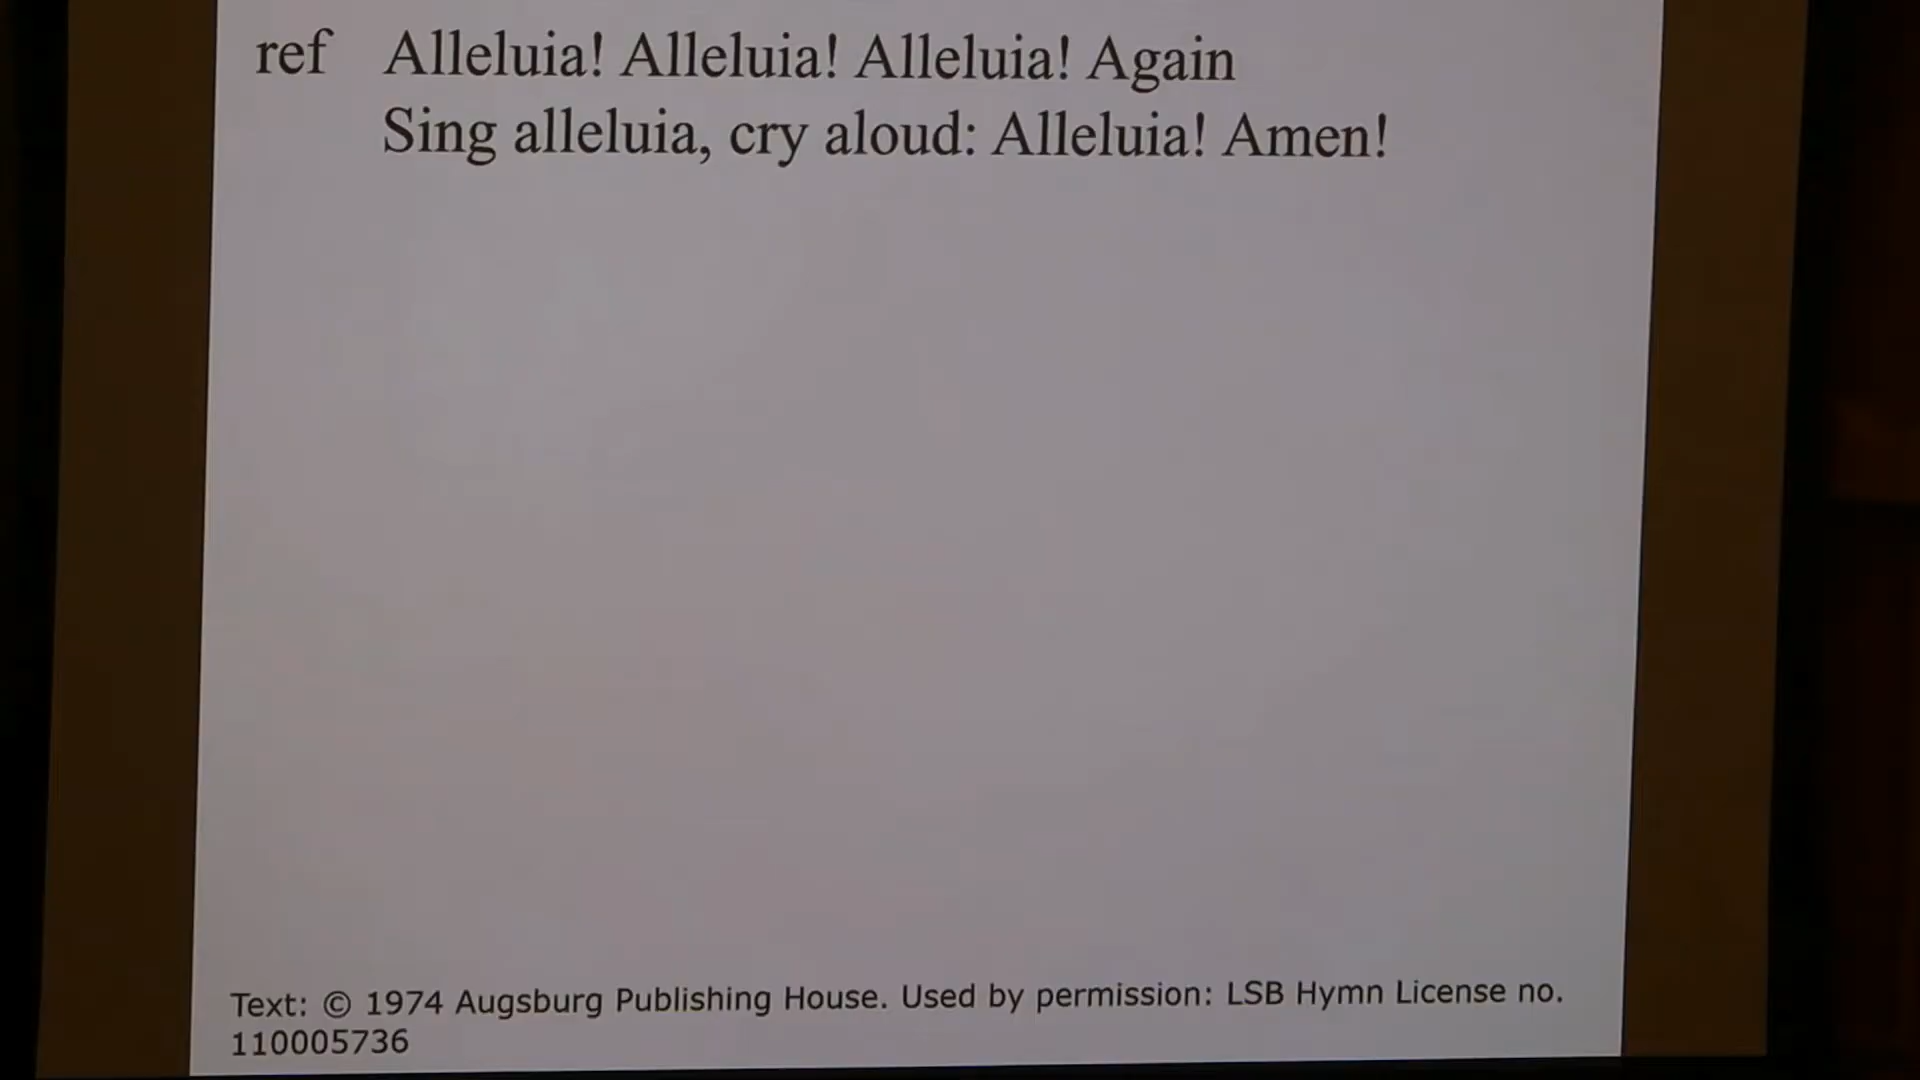 ref Alleluia! Alleluia! Alleluia! Again
Sing alleluia, cry aloud: Alleluia! Amen!
Text: © 1974 Augsburg Publishing House. Used by permission: LSB Hymn License no.
110005736